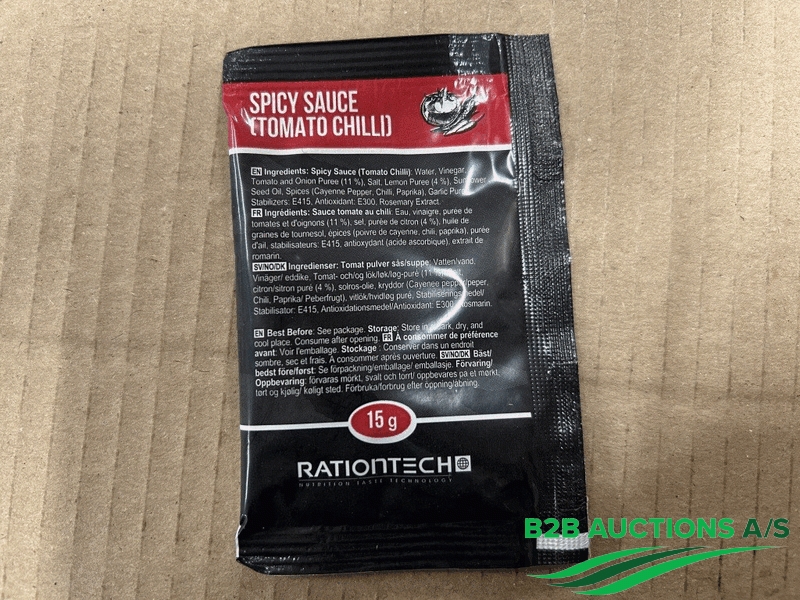 SPICY SAUCE
(TOMATO CHILLI)
EN Ingredients: Spicy Sauce (Tomato Chilli): Water, Vinegar,
Tomato and Onion Puree (11 %), Salt, Lemon Puree (4 %), Sunflower
Seed Oil, Spices (Cayenne Pepper, Chilli, Paprika), Garlic
Stabilizers: E415, Antioxidant: E300, Rosemary Extract.
FR Ingrédients: Sauce tomate au chili: Eau, vinaigre, purée de
tomates et d'oignons (11 %), sel, purée de citron (4 %), huile de
graines de tournesol, épices (poivre de cayenne, chili, paprika), purée
d'ail, stabilisateurs: E415, antioxydant (acide ascorbique), extrait de
romarin.
SV/NO/DK Ingredienser: Tomat pulver sås/suppe: Vatten/vand,
Vinäger/ eddike, Tomat- och/og lök/løk/løg-puré (11
citron/sitron puré (4 %), solros-olie, kryddor (Cayenne pepper/peper,
Chili, Paprika/ Peberfrugt), vitlök/hvidløg puré,
Stabilisator: E415, Antioxidationsmedel/Antioxidant: E300,
EN Best Before: See package. Storage: Store in dark, dry, and
cool place. Consume after opening. FR À consommer de préférence
avant: Voir l'emballage. Stockage : Conserver dans un endroit
sombre, sec et frais. À consommer après ouverture. SV/NO/DK Bäst/
bedst före/først: Se förpackning/emballage/ emballasje. Förvaring/
Oppbevaring: förvaras mörkt, svalt och torrt/ oppbevares på et mørkt,
tørt og kjølig/ køligt sted. Förbruka/forbrug efter öppning/åbning.
15 g
RATIONTECH
NUTRITION TASTE TECHNOLOGY
B2B AUCTIONS A/S